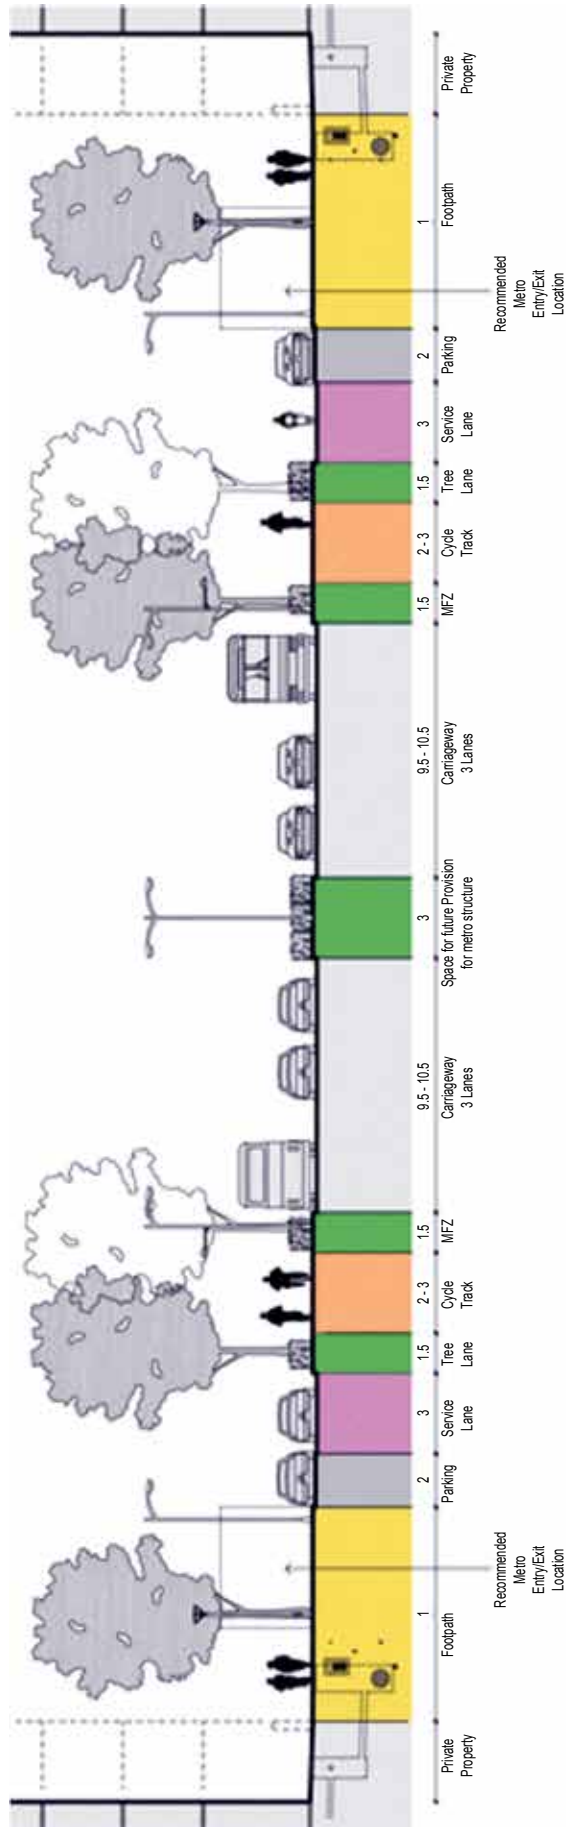 Private
Property
1
Footpath
Recommended
Metro
Entry/Exit
Location
2
Parking
3
Service
Lane
1.5
Tree
Lane
2 - 3
Cycle
Track
1.5
MFZ
9.5 - 10.5
Carriageway
3 Lanes
3
Space for future Provision
for metro structure
9.5 - 10.5
Carriageway
3 Lanes
1.5
MFZ
2 - 3
Cycle
Track
1.5
Tree
Lane
3
Service
Lane
2
Parking
1
Footpath
Recommended
Metro
Entry/Exit
Location
Private
Property